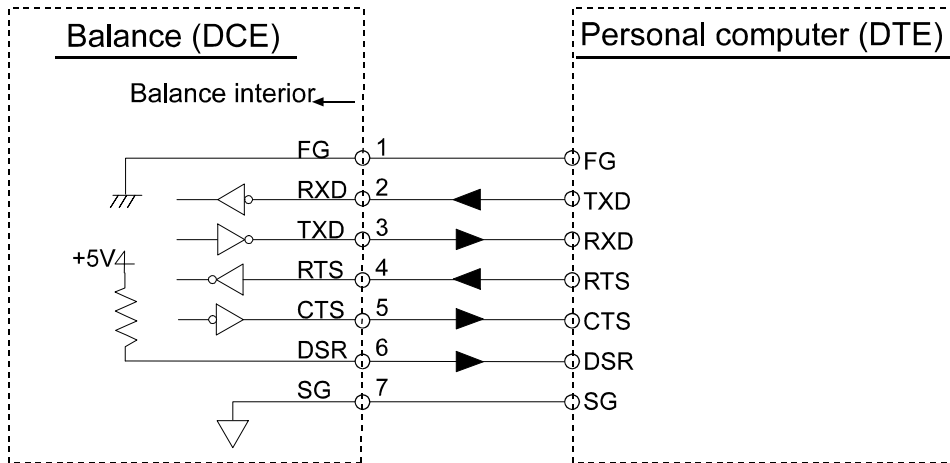 Balance (DCE)
Personal computer (DTE)
Balance interior
FG 1 FG
RXD 2 TXD
TXD 3 RXD
+5V
RTS 4 RTS
CTS 5 CTS
DSR 6 DSR
SG 7 SG